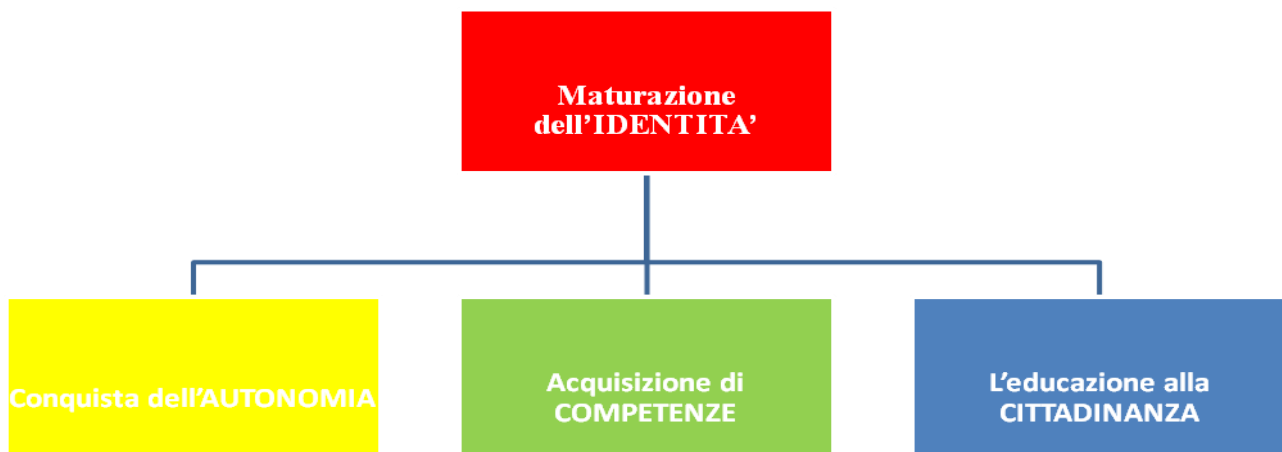 Maturazione
dell’IDENTITA’
Conquista dell’AUTONOMIA
Acquisizione di
COMPETENZE
L’educazione alla
CITTADINANZA